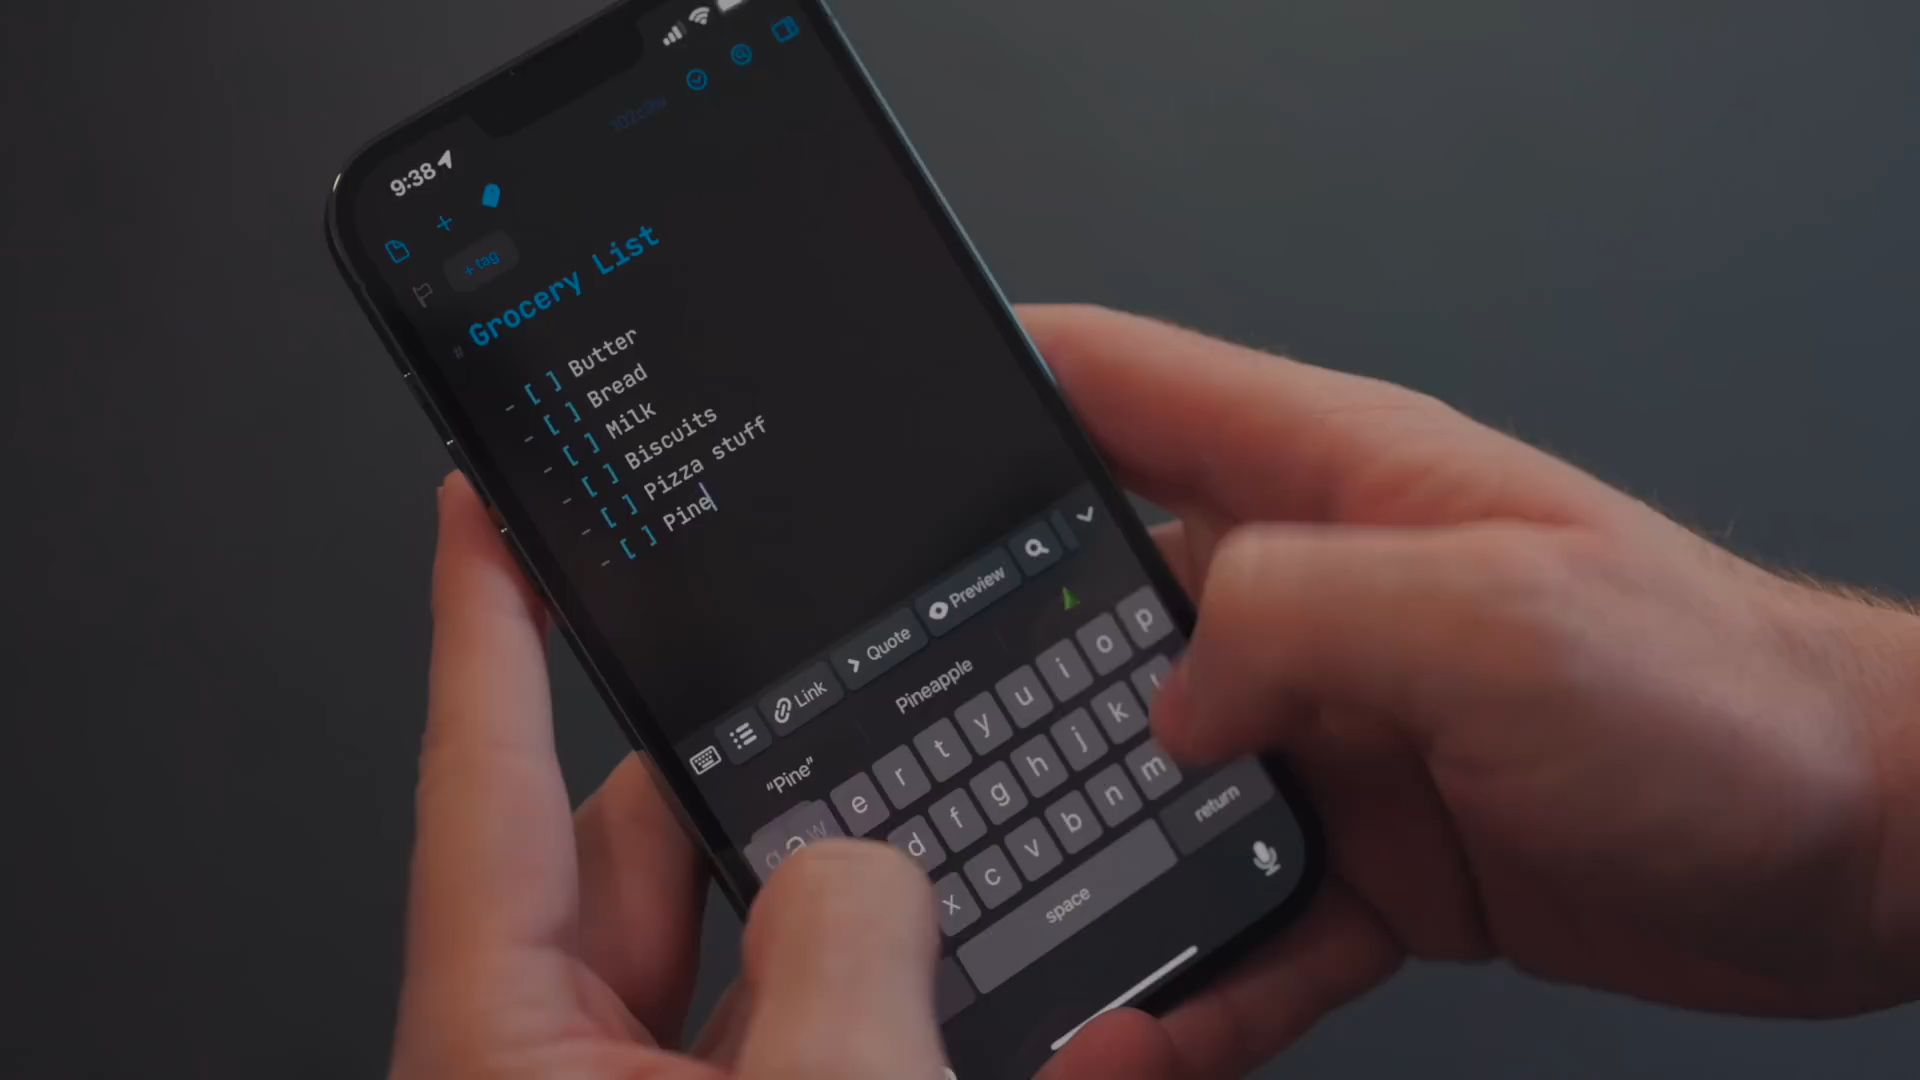 9:38
+ tag
# Grocery List
- [ ] Butter
- [ ] Bread
- [ ] Milk
- [ ] Biscuits
- [ ] Pizza stuff
- [ ] Pine
Link
Quote
Preview
"Pine"
Pineapple
q w e r t y u i o p
a d f g h j k
x c v b n m
space
return